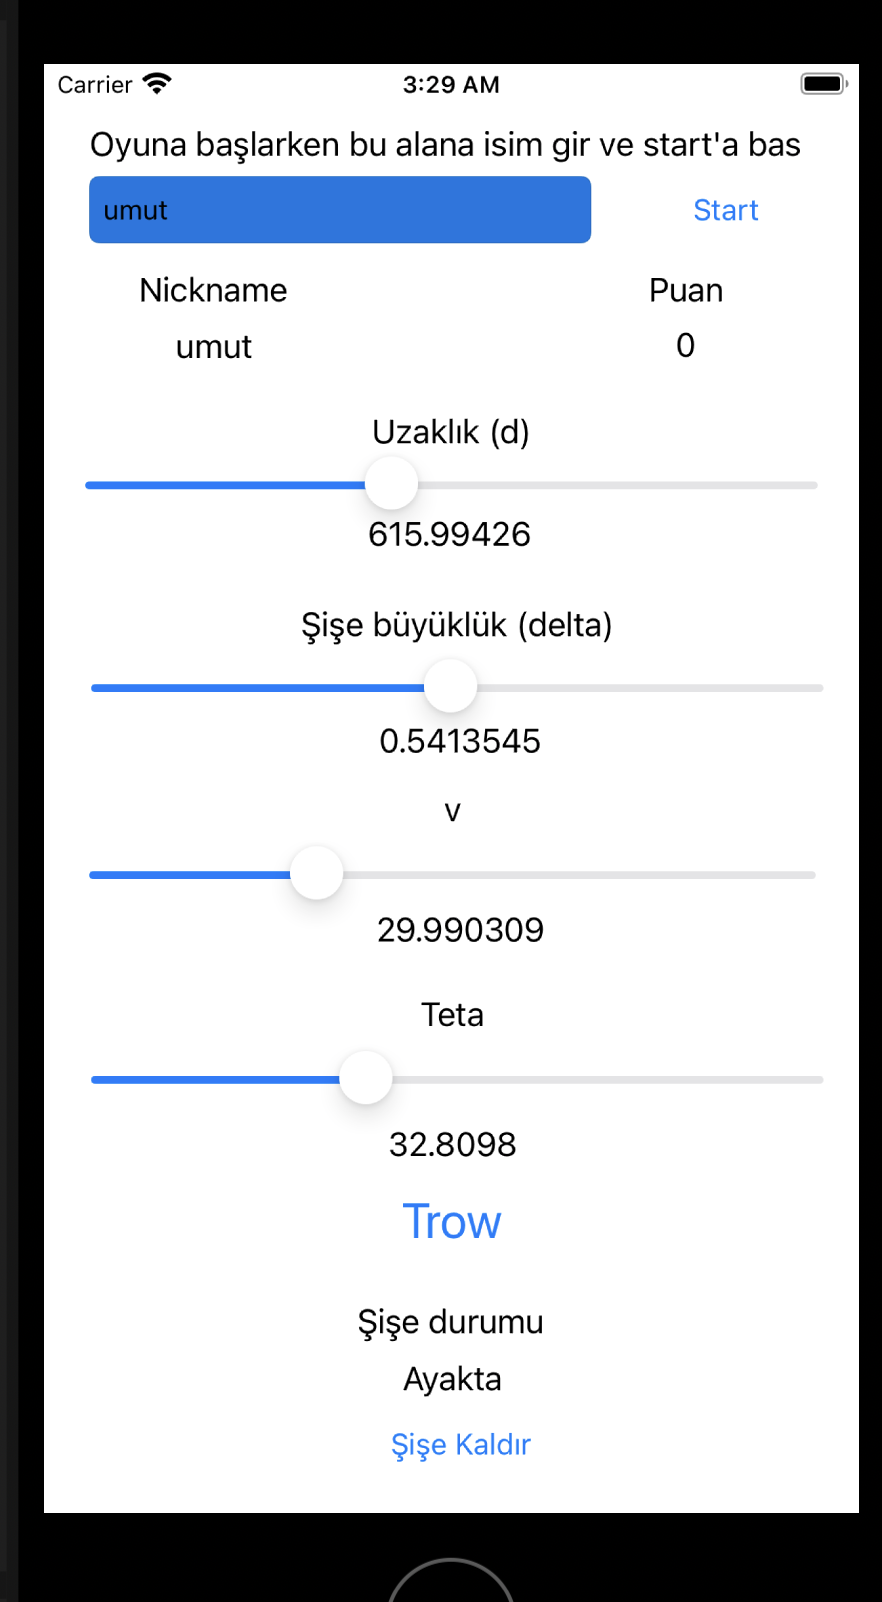 Carrier 3:29 AM
Oyuna başlarken bu alana isim gir ve start'a bas
umut Start
Nickname Puan
umut 0
Uzaklık (d)
615.99426
Şişe büyüklük (delta)
0.5413545
v
29.990309
Teta
32.8098
Trow
Şişe durumu
Ayakta
Şişe Kaldır